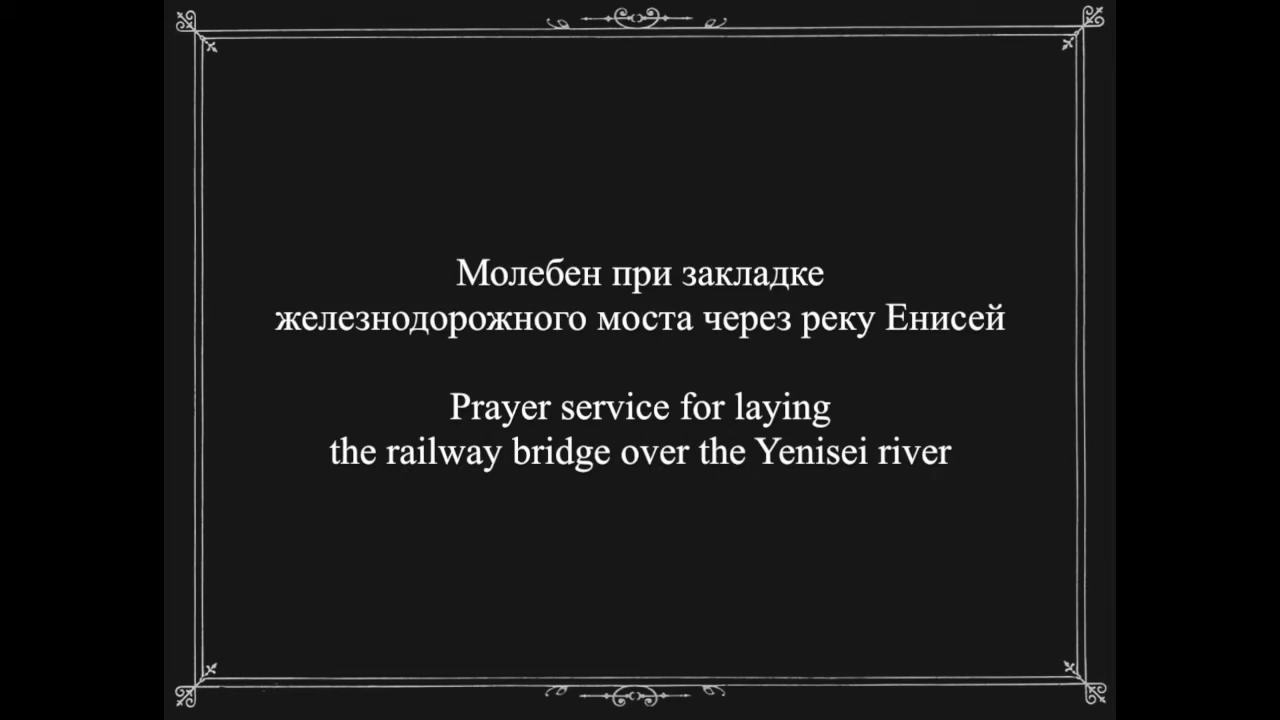 Молебен при закладке
железнодорожного моста через реку Енисей
Prayer service for laying
the railway bridge over the Yenisei river